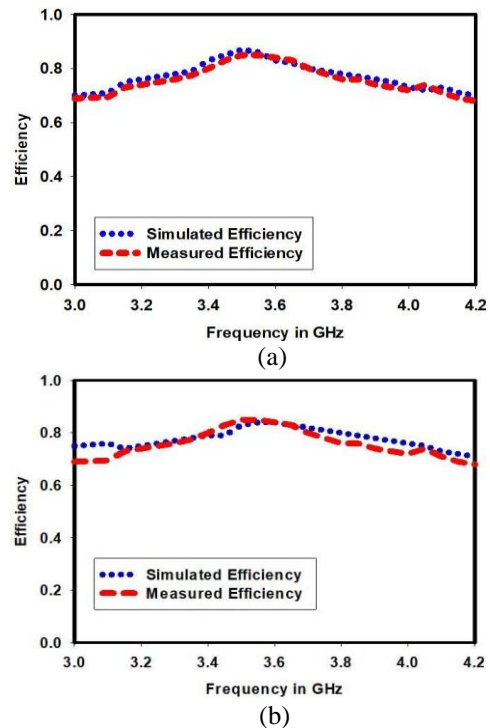 1.0
0.8
0.6
Efficiency
0.4
0.2
0.0
Simulated Efficiency
Measured Efficiency
3.0 3.2 3.4 3.6 3.8 4.0 4.2
Frequency in GHz
(a)
1.0
0.8
0.6
Efficiency
0.4
0.2
0.0
Simulated Efficiency
Measured Efficiency
3.0 3.2 3.4 3.6 3.8 4.0 4.2
Frequency in GHz
(b)